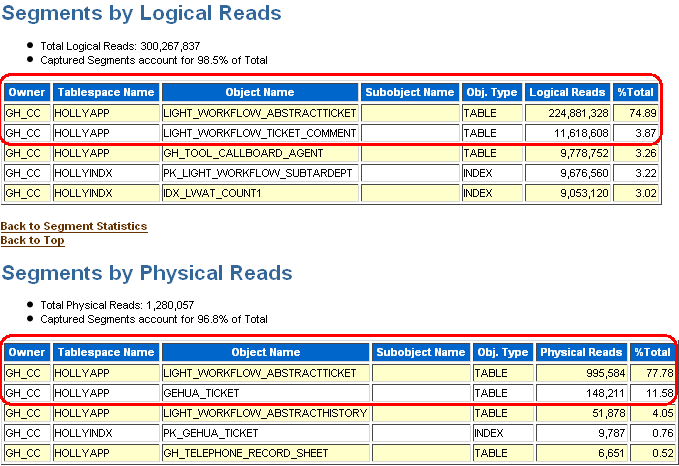 Segments by Logical Reads
Total Logical Reads: 300,267,837
Captured Segments account for 98.5% of Total
Owner Tablespace Name Object Name Subobject Name Obj. Type Logical Reads %Total
GH_CC HOLLYAPP LIGHT_WORKFLOW_ABSTRACTTICKET TABLE 224,881,328 74.89
GH_CC HOLLYAPP LIGHT_WORKFLOW_TICKET_COMMENT TABLE 11,618,608 3.87
GH_CC HOLLYAPP GH_TOOL_CALLBOARD_AGENT TABLE 9,778,752 3.26
GH_CC HOLLYINDX PK_LIGHT_WORKFLOW_SUBTARDEPT INDEX 9,676,560 3.22
GH_CC HOLLYINDX IDX_LWAT_COUNT1 INDEX 9,053,120 3.02
Back to Segment Statistics
Back to Top
Segments by Physical Reads
Total Physical Reads: 1,280,057
Captured Segments account for 96.8% of Total
Owner Tablespace Name Object Name Subobject Name Obj. Type Physical Reads %Total
GH_CC HOLLYAPP LIGHT_WORKFLOW_ABSTRACTTICKET TABLE 995,584 77.78
GH_CC HOLLYAPP GEHUA_TICKET TABLE 148,211 11.58
GH_CC HOLLYAPP LIGHT_WORKFLOW_ABSTRACTHISTORY TABLE 51,878 4.05
GH_CC HOLLYINDX PK_GEHUA_TICKET INDEX 9,787 0.76
GH_CC HOLLYAPP GH_TELEPHONE_RECORD_SHEET TABLE 6,651 0.52